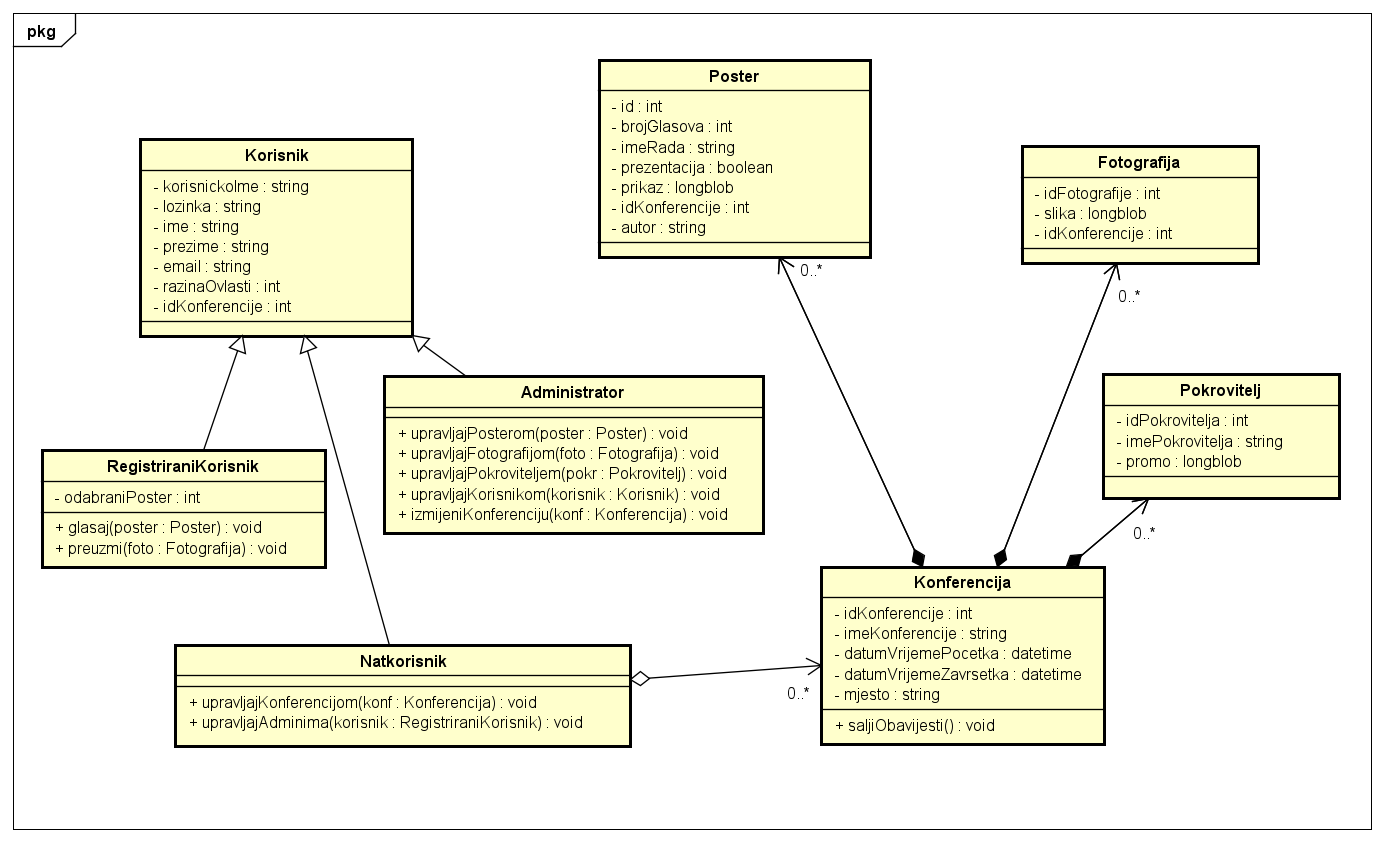 pkg
Poster
- id : int
- brojGlasova : int
- imeRada : string
- prezentacija : boolean
- prikaz : longblob
- idKonferencije : int
- autor : string
0..*
Korisnik
- korisnickoIme : string
- lozinka : string
- ime : string
- prezime : string
- email : string
- razinaOvlasti : int
- idKonferencije : int
Fotografija
- idFotografije : int
- slika : longblob
- idKonferencije : int
0..*
Administrator
+ upravljajPosterom(poster : Poster) : void
+ upravljajFotografijom(foto : Fotografija) : void
+ upravljajPokroviteljem(pokr : Pokrovitelj) : void
+ upravljajKorisnikom(korisnik : Korisnik) : void
+ izmijeniKonferenciju(konf : Konferencija) : void
Pokrovitelj
- idPokrovitelja : int
- imePokrovitelja : string
- promo : longblob
0..*
RegistriraniKorisnik
- odabraniPoster : int
+ glasaj(poster : Poster) : void
+ preuzmi(foto : Fotografija) : void
Konferencija
- idKonferencije : int
- imeKonferencije : string
- datumVrijemePocetka : datetime
- datumVrijemeZavrsetka : datetime
- mjesto : string
+ saljiObavijesti() : void
Natkorisnik
+ upravljajKonferencijom(konf : Konferencija) : void
+ upravljajAdminima(korisnik : RegistriraniKorisnik) : void
0..*